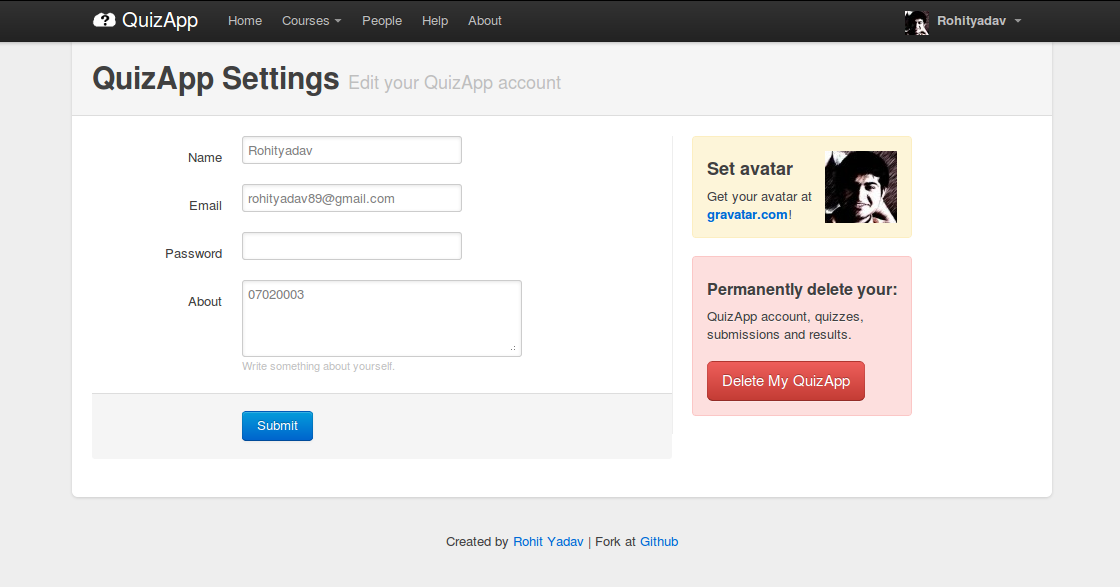 QuizApp Home Courses People Help About Rohityadav
QuizApp Settings Edit your QuizApp account
Name Rohityadav
Email rohityadav89@gmail.com
Password
About 07020003
Write something about yourself.
Submit
Set avatar
Get your avatar at
gravatar.com!
Permanently delete your:
QuizApp account, quizzes,
submissions and results.
Delete My QuizApp
Created by Rohit Yadav | Fork at Github